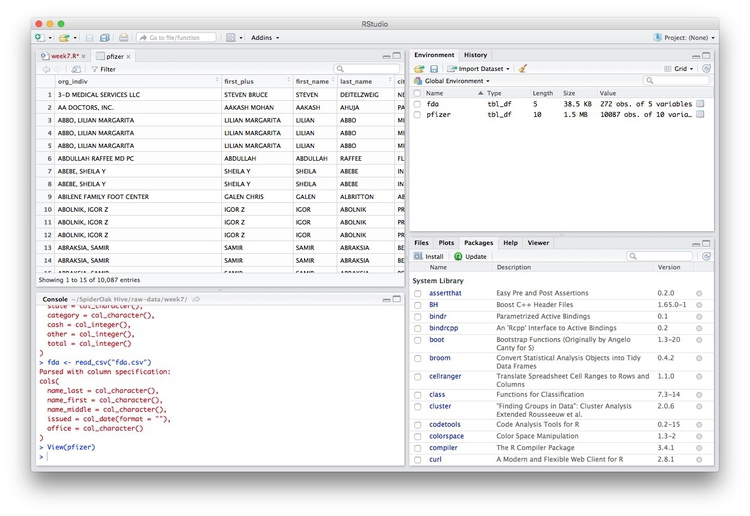 RStudio
Go to file/function
Addins
Project: (None)
week7.R*
pfizer
Filter
org_indiv first_plus first_name last_name cit
1 3-D MEDICAL SERVICES LLC STEVEN BRUCE STEVEN DEITELZWEIG NE
2 AA DOCTORS, INC. AAKASH MOHAN AAKASH AHUJA PA
3 ABBO, LILIAN MARGARITA LILIAN MARGARITA LILIAN ABBO MI
4 ABBO, LILIAN MARGARITA LILIAN MARGARITA LILIAN ABBO MI
5 ABBO, LILIAN MARGARITA LILIAN MARGARITA LILIAN ABBO MI
6 ABDULLAH RAFFEE MD PC ABDULLAH ABDULLAH RAFFEE FL
7 ABEBE, SHEILA Y SHEILA Y SHEILA ABEBE IN
8 ABEBE, SHEILA Y SHEILA Y SHEILA ABEBE IN
9 ABILENE FAMILY FOOT CENTER GALEN CHRIS GALEN ALBRITTON AB
10 ABOLNIK, IGOR Z IGOR Z IGOR ABOLNIK PR
11 ABOLNIK, IGOR Z IGOR Z IGOR ABOLNIK PR
12 ABOLNIK, IGOR Z IGOR Z IGOR ABOLNIK PR
13 ABRAKSIA, SAMIR SAMIR SAMIR ABRAKSIA BE
14 ABRAKSIA, SAMIR SAMIR SAMIR ABRAKSIA BE
15 ABRAKSIA, SAMIR SAMIR SAMIR ABRAKSIA BE
Showing 1 to 15 of 10,087 entries
Console ~/SpiderOak Hive/raw-data/week7/
state = col_character(),
category = col_character(),
cash = col_integer(),
other = col_integer(),
total = col_integer()
)
> fda <- read_csv("fda.csv")
Parsed with column specification:
cols(
name_last = col_character(),
name_first = col_character(),
name_middle = col_character(),
issued = col_date(format = ""),
office = col_character()
)
> View(pfizer)
>
Environment History
Import Dataset
Grid
Global Environment
Name Type Length Size Value
fda tbl_df 5 38.5 KB 272 obs. of 5 variables
pfizer tbl_df 10 1.5 MB 10087 obs. of 10 varia…
Files Plots Packages Help Viewer
Install Update
Name Description Version
System Library
assertthat Easy Pre and Post Assertions 0.2.0
BH Boost C++ Header Files 1.65.0-1
bindr Parametrized Active Bindings 0.1
bindrcpp An 'Rcpp' Interface to Active Bindings 0.2
boot Bootstrap Functions (Originally by Angelo 1.3-20
Canty for S)
broom Convert Statistical Analysis Objects into Tidy 0.4.2
Data Frames
cellranger Translate Spreadsheet Cell Ranges to Rows and 1.1.0
Columns
class Functions for Classification 7.3-14
cluster "Finding Groups in Data": Cluster Analysis 2.0.6
Extended Rousseeuw et al.
codetools Code Analysis Tools for R 0.2-15
colorspace Color Space Manipulation 1.3-2
compiler The R Compiler Package 3.4.1
curl A Modern and Flexible Web Client for R 2.8.1